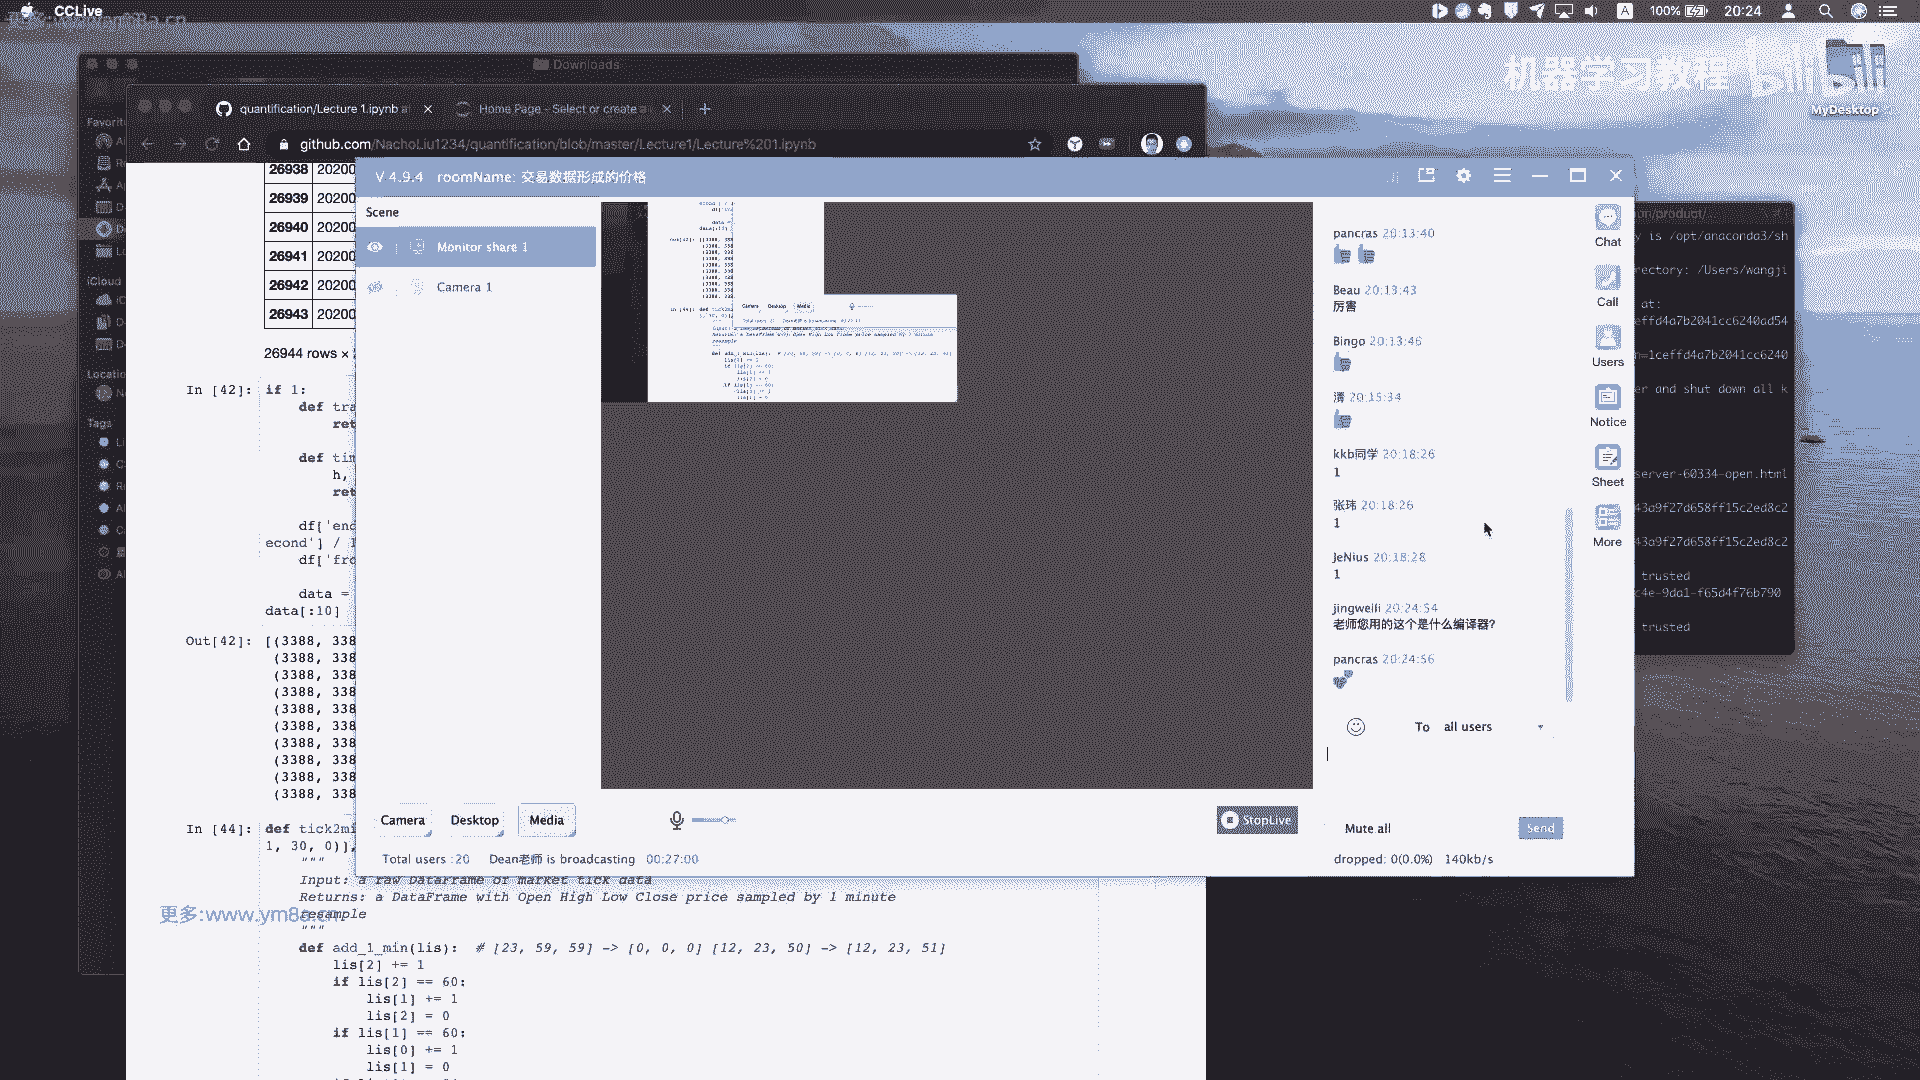 CCLive
100%
20:24
机器学习教程
bilibili
MyDesktop
Downloads
quantification/Lecture 1.ipynb
Home Page - Select or create a
github.com/NachoLiu1234/quantification/blob/master/Lecture1/Lecture%201.ipynb
Favorit
iCloud
Locatio
Tags
26938 20200
26939 20200
26940 20200
26941 20200
26942 20200
26943 20200
26944 rows ×
In [42]: if 1:
def tra
ret
def tim
h,
ret
df['end
econd'] / 1
df['fro
data =
data[:10]
Out[42]: [(3388, 338
(3388, 338
(3388, 338
(3388, 338
(3388, 338
(3388, 338
(3388, 338
(3388, 338
(3388, 338
(3388, 338
In [44]: def tick2mi
1, 30, 0)],
"""
Input: a raw DataFrame of market tick data
Returns: a DataFrame with Open High Low Close price sampled by 1 minute
resample
"""
更多:www.ym8a.cn
def add_1_min(lis): # [23, 59, 59] -> [0, 0, 0] [12, 23, 50] -> [12, 23, 51]
lis[2] += 1
if lis[2] == 60:
lis[1] += 1
lis[2] = 0
if lis[1] == 60:
lis[0] += 1
lis[1] = 0
V 4.9.4 roomName: 交易数据形成的价格
Scene
Monitor share 1
Camera 1
pancras 20:13:40
Beau 20:13:43
厉害
Bingo 20:13:46
清 20:15:34
kkb同学 20:18:26
1
张玮 20:18:26
1
JeNius 20:18:28
1
jingweili 20:24:54
老师您用的这个是什么编译器?
pancras 20:24:56
To all users
Mute all
Send
dropped: 0(0.0%) 140kb/s
Chat
Call
Users
Notice
Sheet
More
Camera
Desktop
Media
StopLive
Total users :20 Dean老师 is broadcasting 00:27:00
y is /opt/anaconda3/sh
rectory: /Users/wangji
at:
effd4a7b2041cc6240ad54
n=1ceffd4a7b2041cc6240
er and shut down all k
server-60334-open.html
43a9f27d658ff15c2ed8c2
43a9f27d658ff15c2ed8c2
trusted
c4e-9da1-f65d4f76b790
trusted